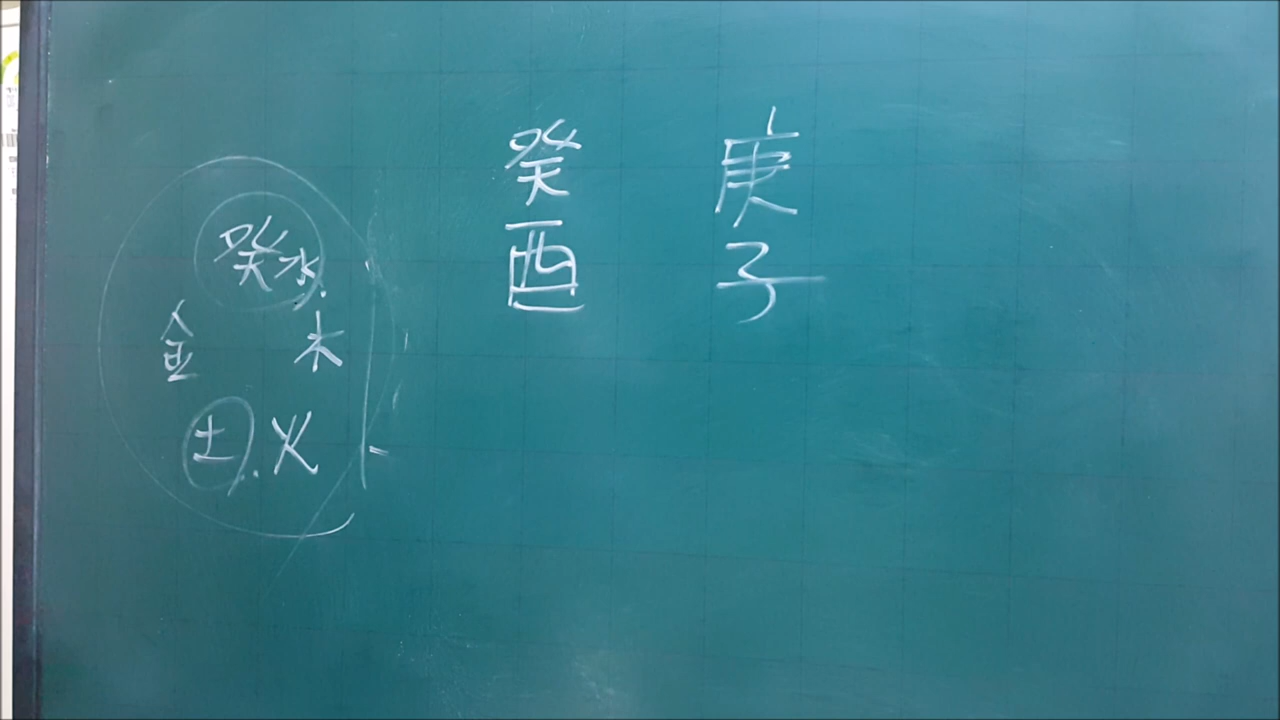 癸 庚
酉 子
癸水
金 木
土 火